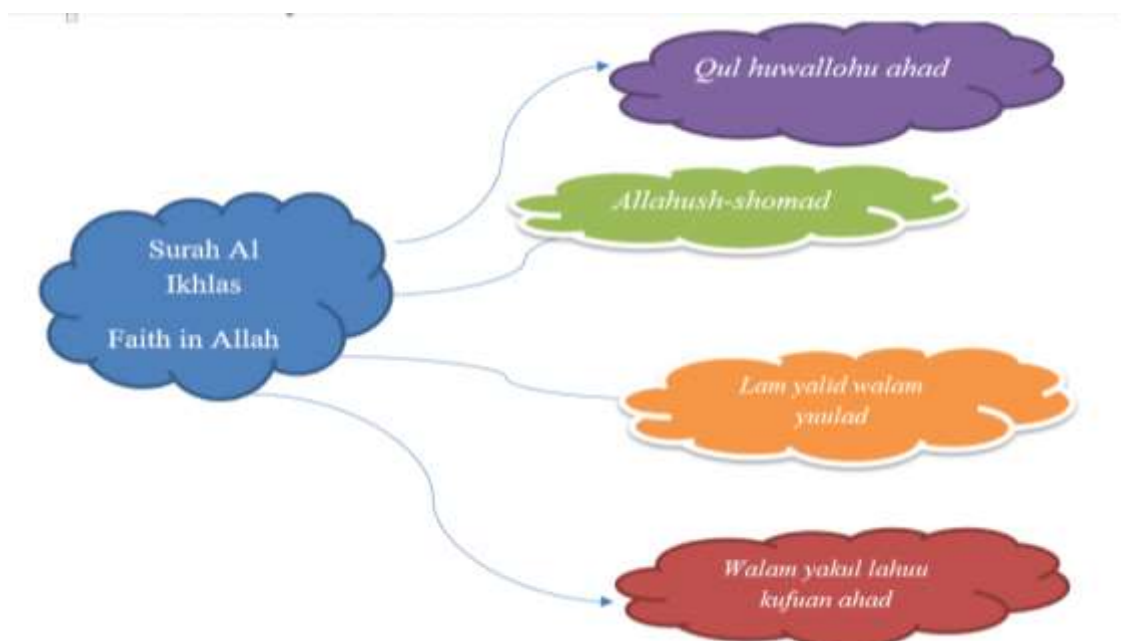 Qul huwallohu ahad
Allahush-shomad
Surah Al
Ikhlas
Faith in Allah
Lam yalid walam
yuulad
Walam yakul lahuu
kufuan ahad